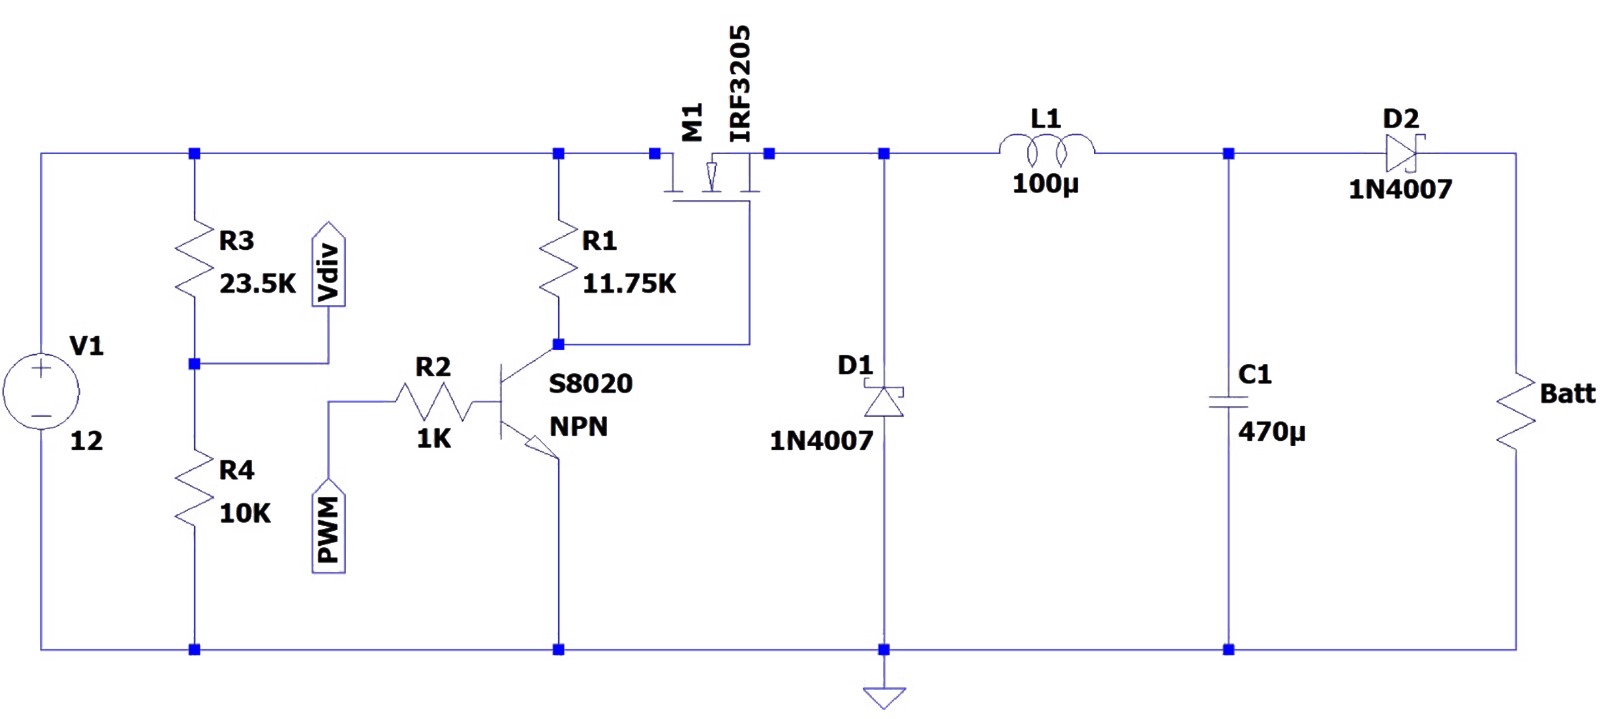 M1
IRF3205
L1
100µ
D2
1N4007
R3
23.5K
Vdiv
R1
11.75K
V1
12
R2
1K
S8020
NPN
D1
1N4007
C1
470µ
Batt
R4
10K
PWM